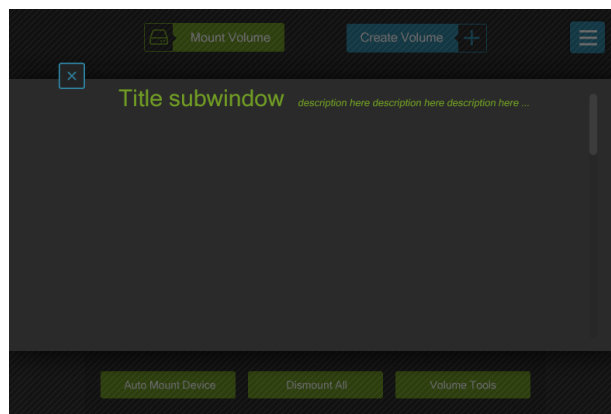 Mount Volume
Create Volume
Title subwindow description here description here description here ...
Auto Mount Device
Dismount All
Volume Tools